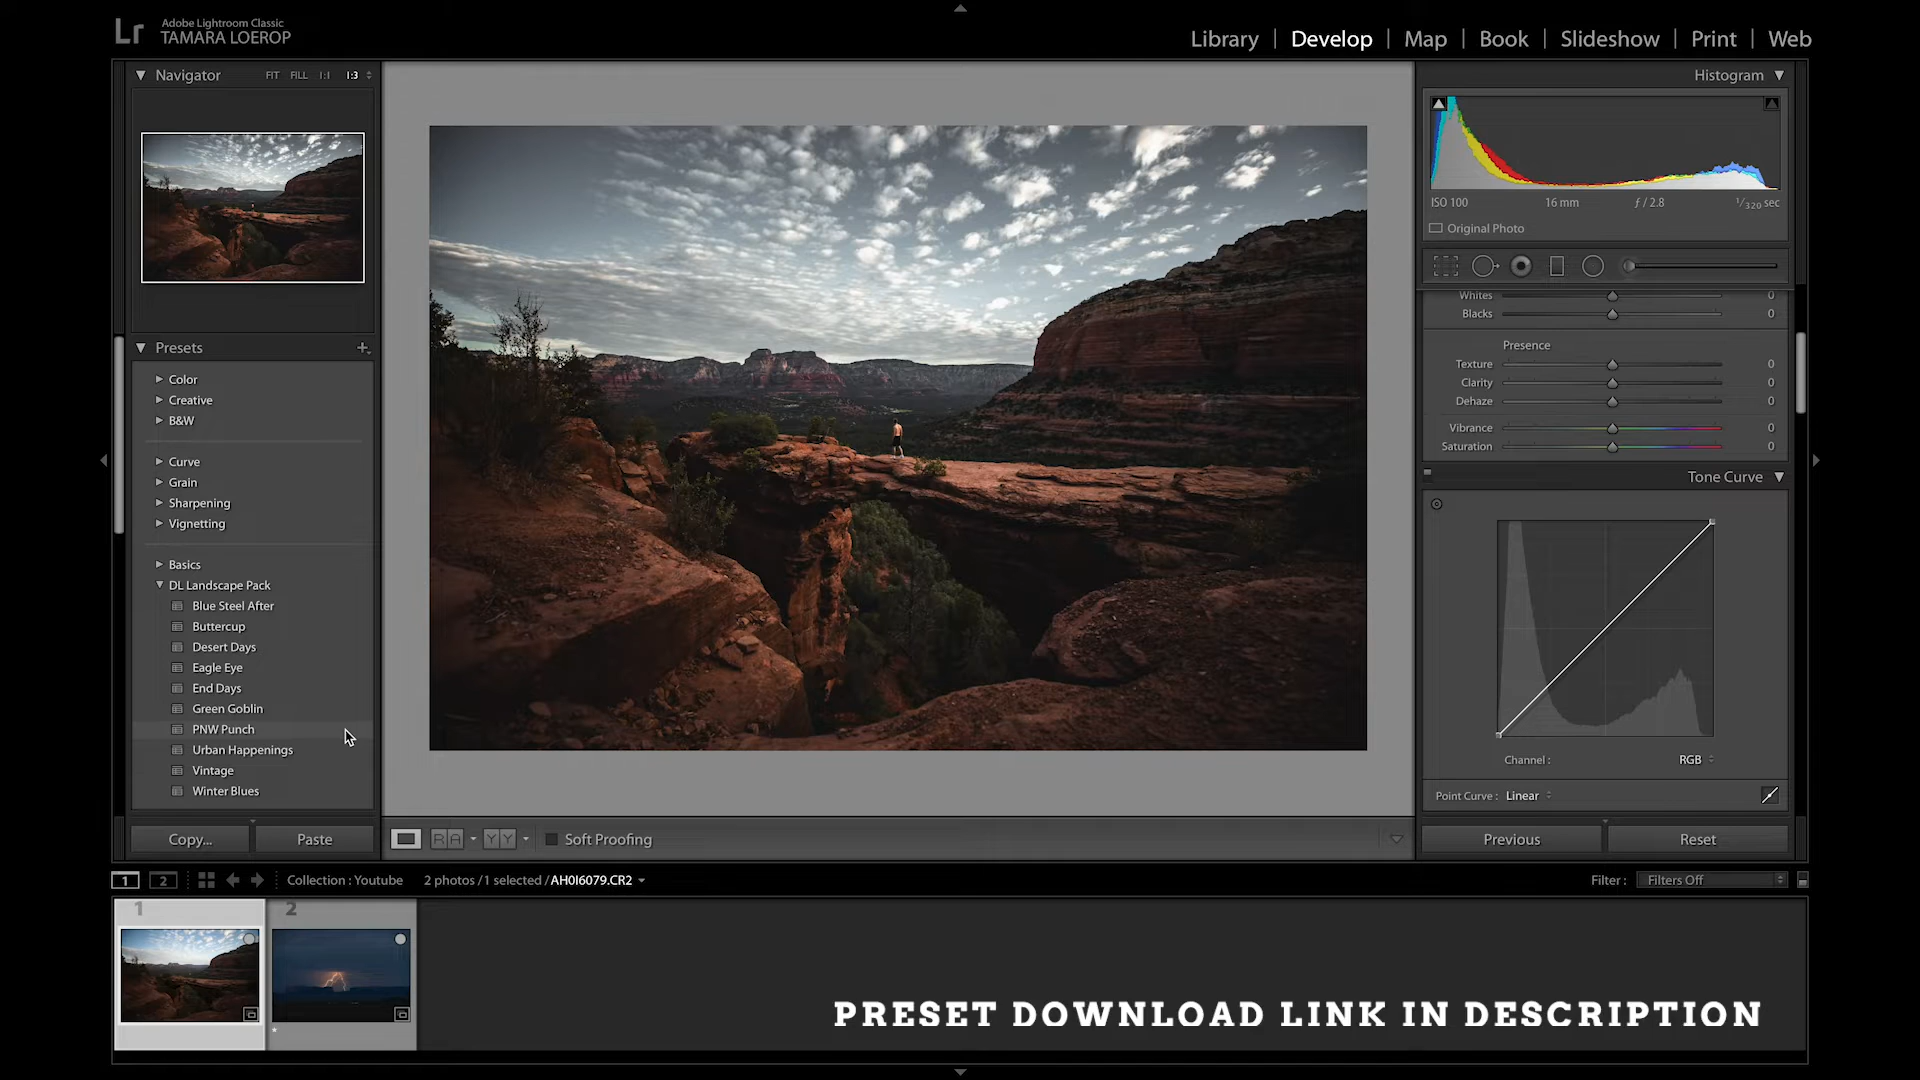 Lr
Adobe Lightroom Classic
TAMARA LOEROP
Library | Develop | Map | Book | Slideshow | Print | Web
Navigator FIT FILL 1:1 1:3
Histogram
ISO 100 16 mm ƒ / 2.8 1/320 sec
Original Photo
Whites 0
Blacks 0
Presence
Texture 0
Clarity 0
Dehaze 0
Vibrance 0
Saturation 0
Tone Curve
Channel : RGB
Point Curve : Linear
Presets
Color
Creative
B&W
Curve
Grain
Sharpening
Vignetting
Basics
DL Landscape Pack
Blue Steel After
Buttercup
Desert Days
Eagle Eye
End Days
Green Goblin
PNW Punch
Urban Happenings
Vintage
Winter Blues
Copy... Paste
R A Y Y Soft Proofing
Previous Reset
1 2 Collection : Youtube 2 photos / 1 selected / AH0I6079.CR2
Filter : Filters Off
1 2
PRESET DOWNLOAD LINK IN DESCRIPTION